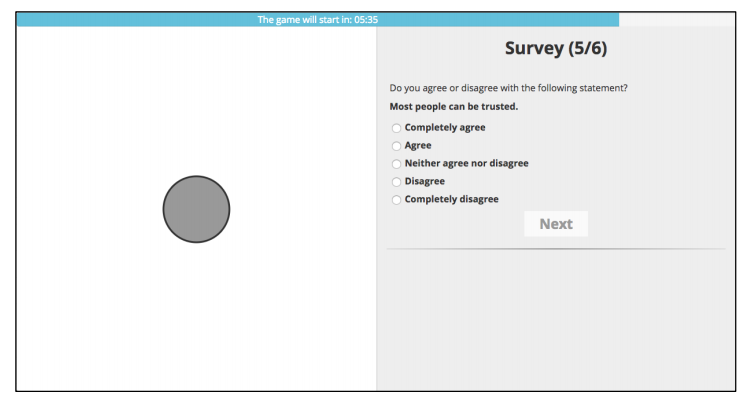 The game will start in: 05:35
Survey (5/6)
Do you agree or disagree with the following statement?
Most people can be trusted.
Completely agree
Agree
Neither agree nor disagree
Disagree
Completely disagree
Next